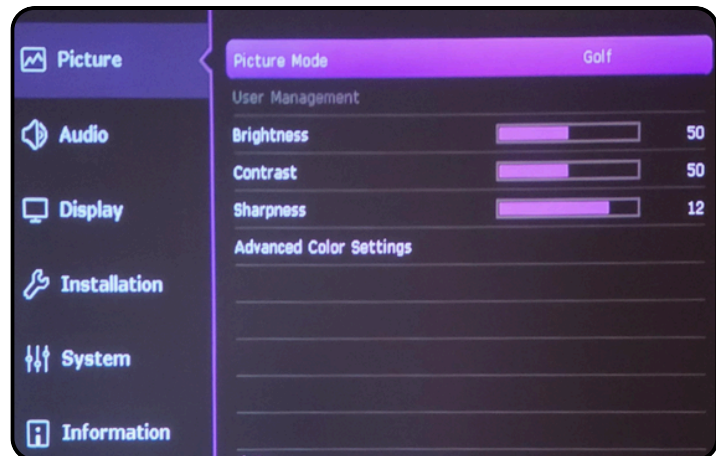 Picture
Audio
Display
Installation
System
Information
Picture Mode Golf
User Management
Brightness 50
Contrast 50
Sharpness 12
Advanced Color Settings